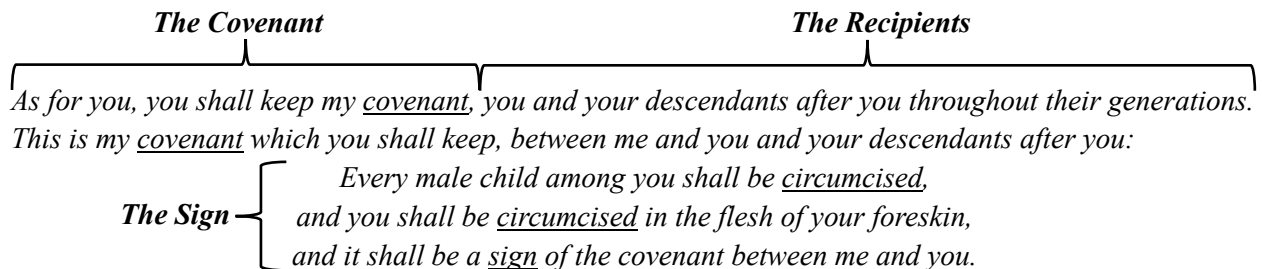 The Covenant The Recipients
As for you, you shall keep my covenant, you and your descendants after you throughout their generations.
This is my covenant which you shall keep, between me and you and your descendants after you:
Every male child among you shall be circumcised,
The Sign and you shall be circumcised in the flesh of your foreskin,
and it shall be a sign of the covenant between me and you.